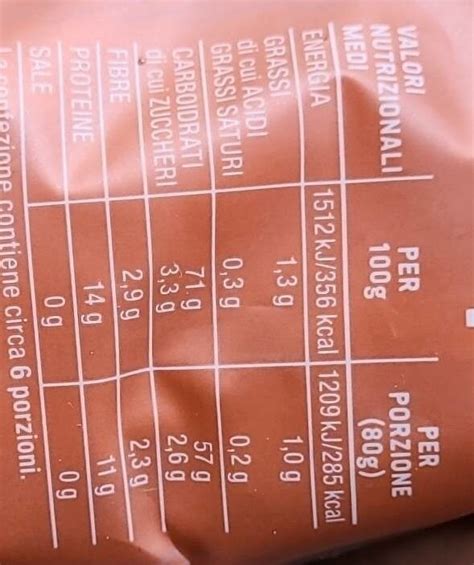 VALORI NUTRIZIONALI MEDI PER 100g PER PORZIONE (80g)
ENERGIA 1512 kJ/356 kcal 1209 kJ/285 kcal
GRASSI 1,3 g 1,0 g
di cui ACIDI
GRASSI SATURI 0,3 g 0,2 g
CARBOIDRATI 71 g 57 g
di cui ZUCCHERI 3,3 g 2,6 g
FIBRE 2,9 g 2,3 g
PROTEINE 14 g 11 g
SALE 0 g 0 g
La confezione contiene circa 6 porzioni.